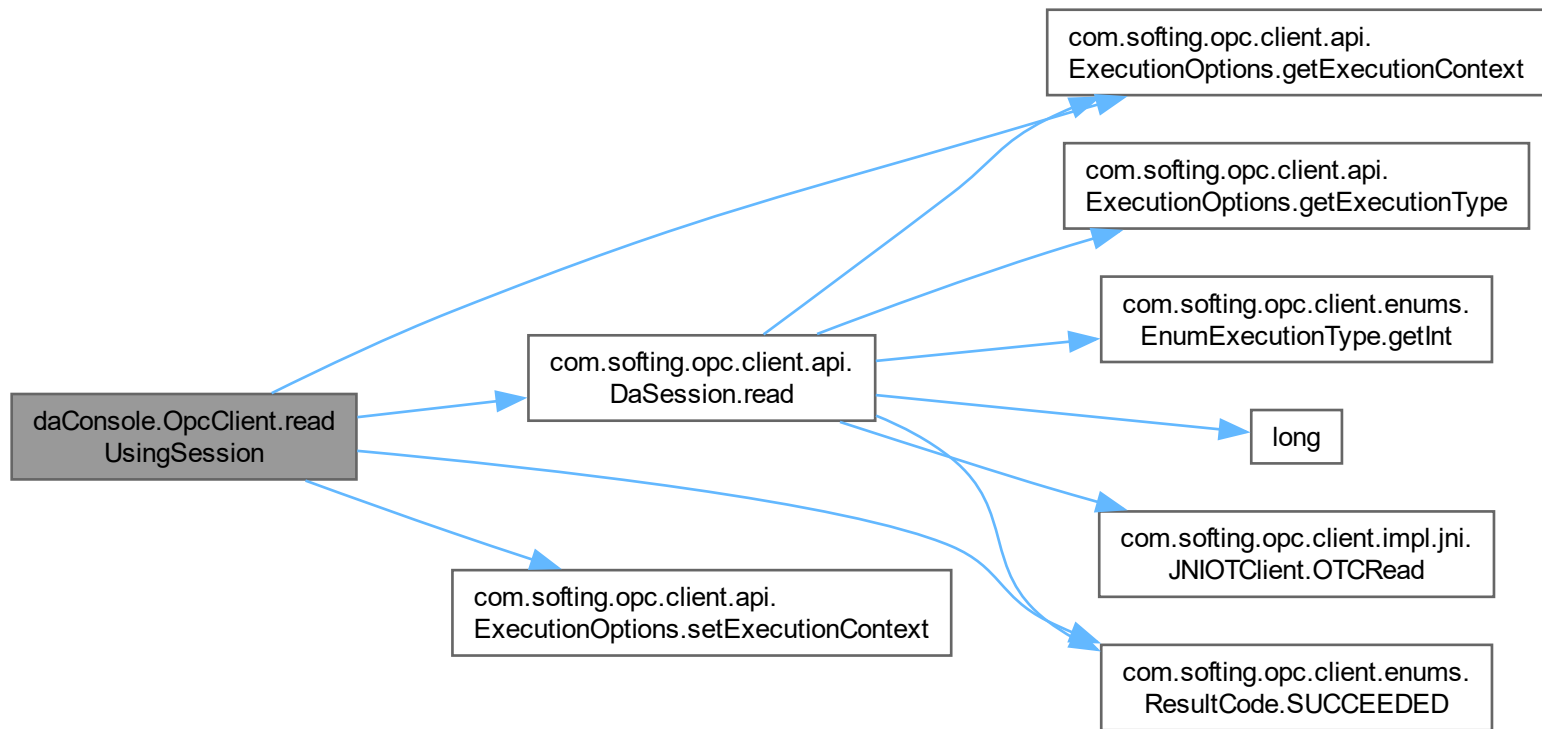 com.softing.opc.client.api.
ExecutionOptions.getExecutionContext
com.softing.opc.client.api.
ExecutionOptions.getExecutionType
com.softing.opc.client.enums.
EnumExecutionType.getInt
com.softing.opc.client.api.
DaSession.read
daConsole.OpcClient.read
UsingSession
long
com.softing.opc.client.impl.jni.
JNIOTClient.OTCRead
com.softing.opc.client.api.
ExecutionOptions.setExecutionContext
com.softing.opc.client.enums.
ResultCode.SUCCEEDED